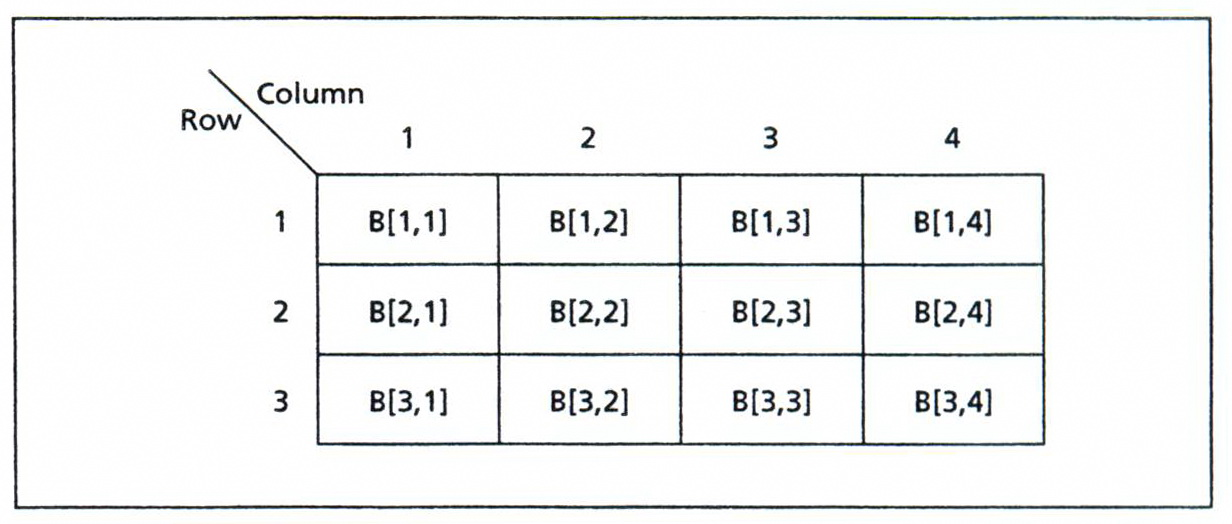 Column
Row
1 2 3 4
1 B[1,1] B[1,2] B[1,3] B[1,4]
2 B[2,1] B[2,2] B[2,3] B[2,4]
3 B[3,1] B[3,2] B[3,3] B[3,4]